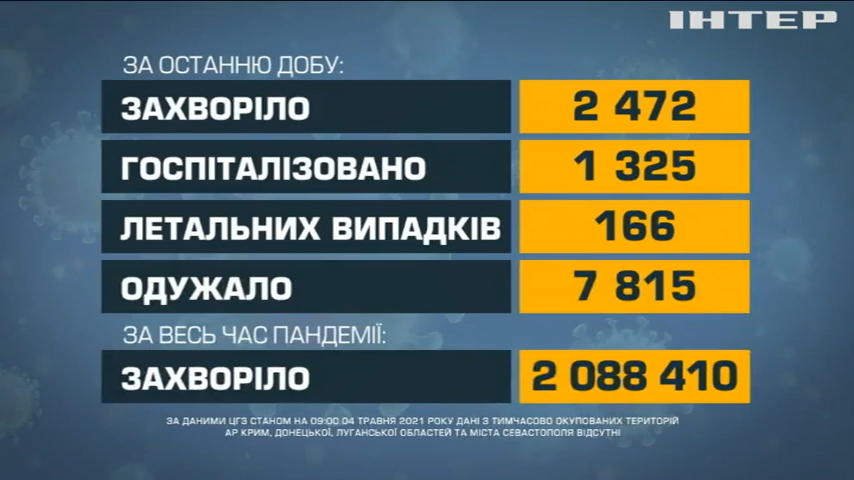 ІНТЕР
ЗА ОСТАННЮ ДОБУ:
ЗАХВОРІЛО 2 472
ГОСПІТАЛІЗОВАНО 1 325
ЛЕТАЛЬНИХ ВИПАДКІВ 166
ОДУЖАЛО 7 815
ЗА ВЕСЬ ЧАС ПАНДЕМІЇ:
ЗАХВОРІЛО 2 088 410
ЗА ДАНИМИ ЦГЗ СТАНОМ НА 09:00 04 ТРАВНЯ 2021 РОКУ ДАНІ З ТИМЧАСОВО ОКУПОВАНИХ ТЕРИТОРІЙ
АР КРИМ, ДОНЕЦЬКОЇ, ЛУГАНСЬКОЇ ОБЛАСТЕЙ ТА МІСТА СЕВАСТОПОЛЯ ВІДСУТНІ